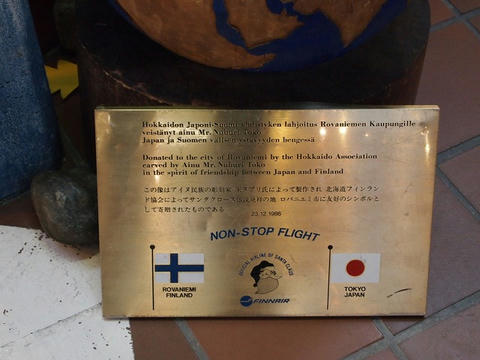 Hokkaidon Japoni-Suomi yhdistyken lahjoitus Rovaniemen Kaupungille
veistänyt ainu Mr. Nuburi Toko
Japan ja Suomen välisen ystävyyden hengessä
Donated to the city of Rovaniemi by the Hokkaido Association
carved by Ainu Mr. Nuburi Toko
in the spirit of friendship between Japan and Finland
この像はアイヌ民族の彫刻家 床ヌブリ氏によって製作され 北海道フィンラン
ド協会によってサンタクロース伝説発祥の地 ロバニエミ市に友好のシンボルと
して寄贈されたものである
23.12.1986
NON-STOP FLIGHT
OFFICIAL AIRLINE OF SANTA CLAUS
FINNAIR
ROVANIEMI
FINLAND
TOKYO
JAPAN